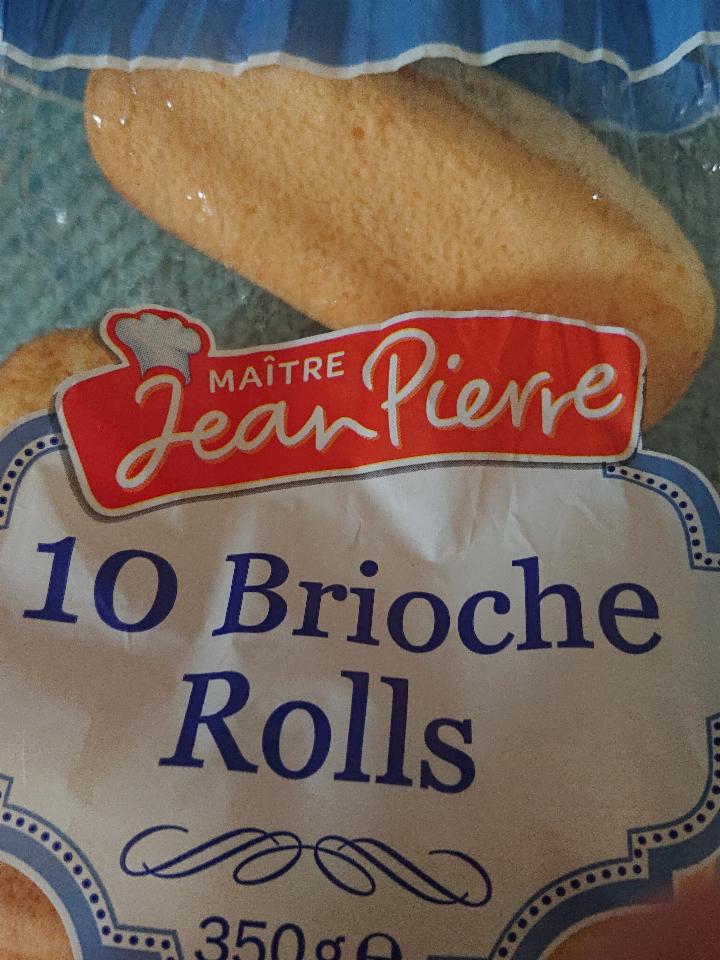 MAÎTRE
Jean Pierre
10 Brioche
Rolls
350g℮